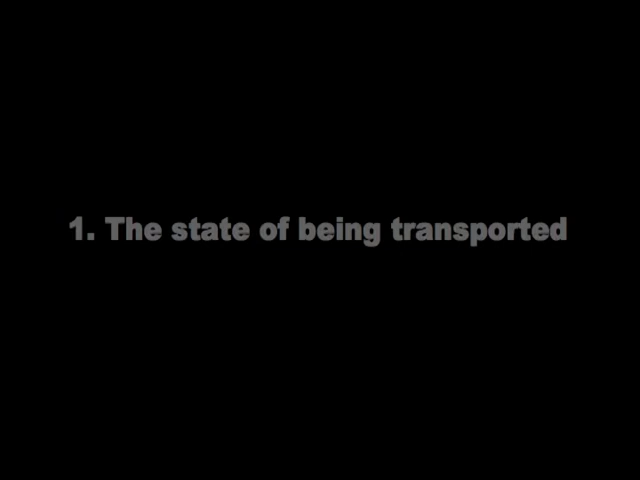 1. The state of being transported